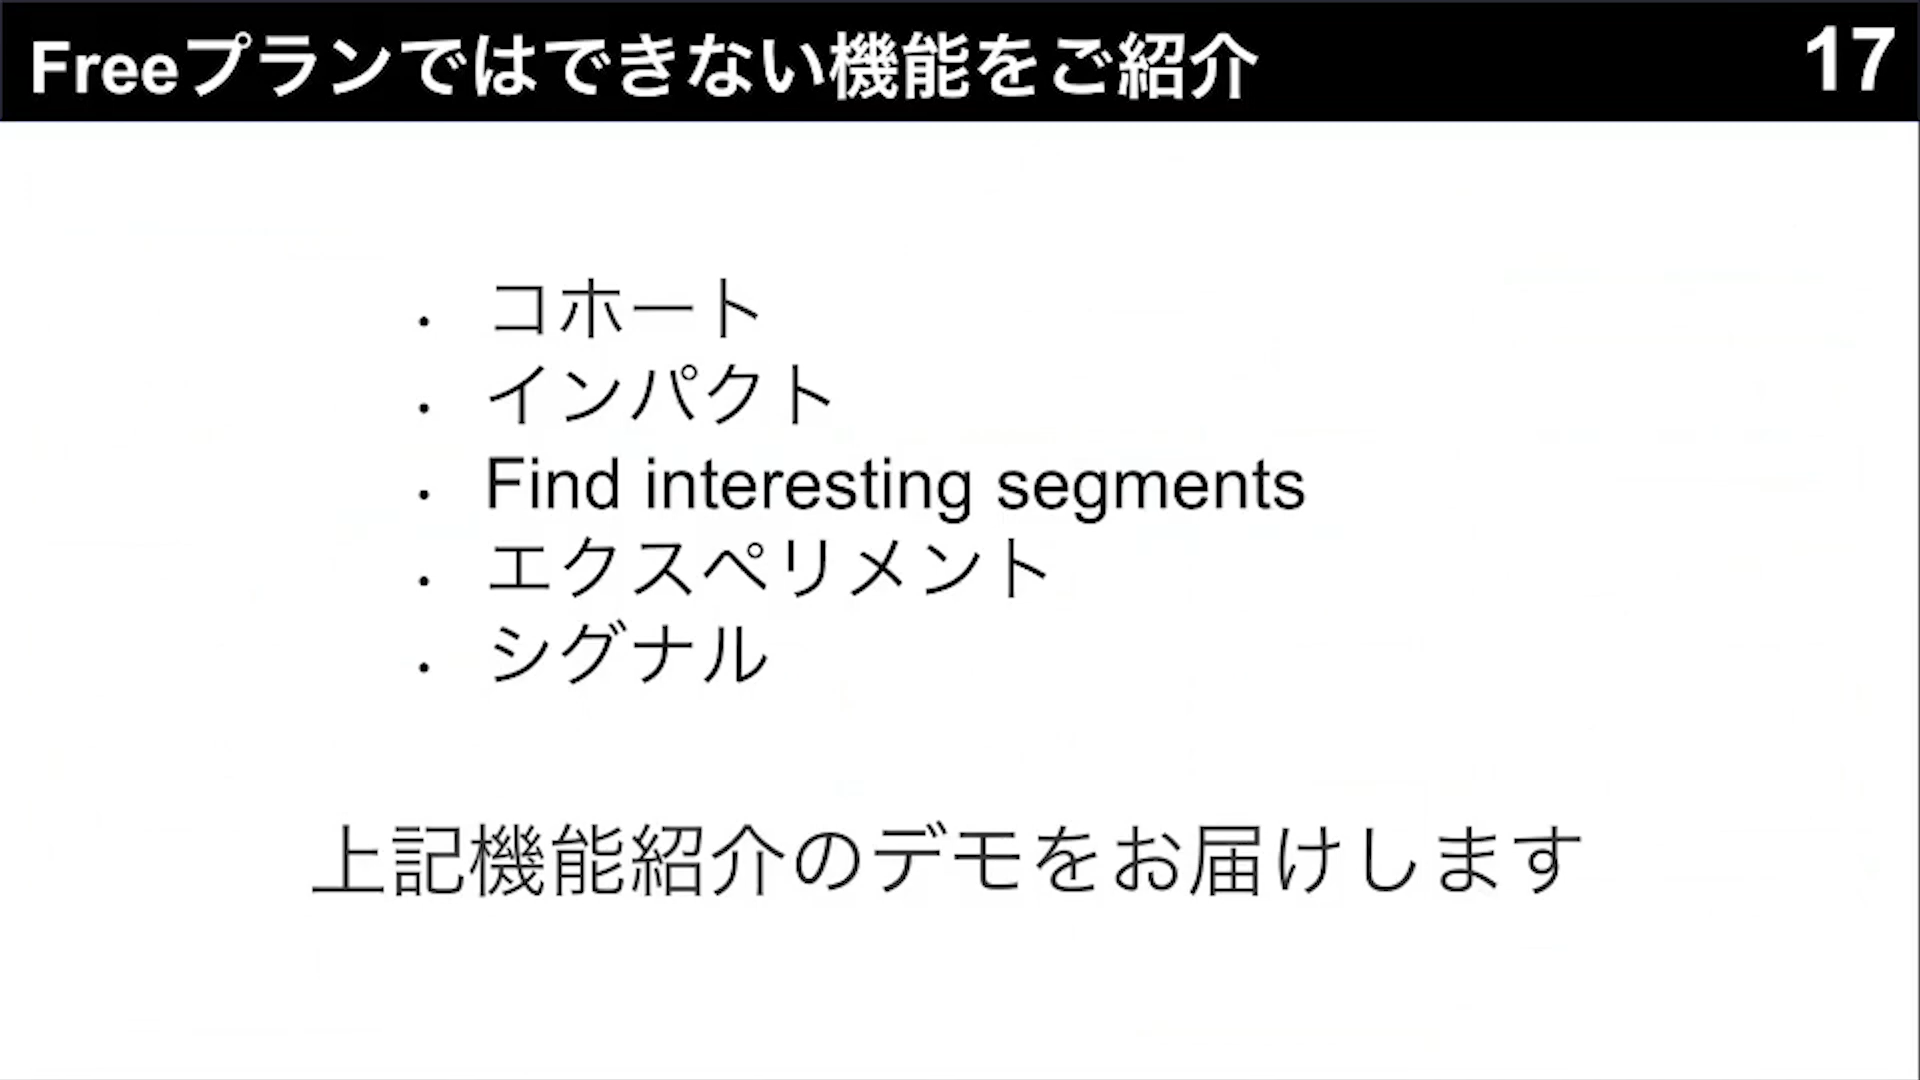 Freeプランではできない機能をご紹介
17
. コホート
. インパクト
. Find interesting segments
. エクスペリメント
. シグナル
上記機能紹介のデモをお届けします